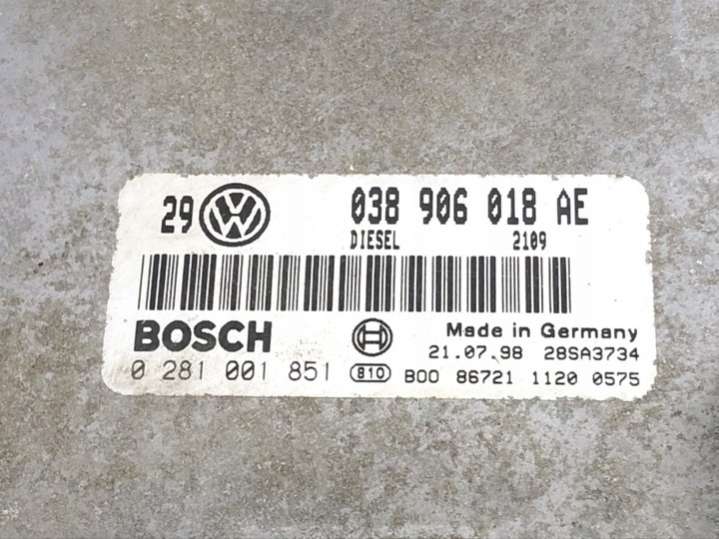 29 VW 038 906 018 AE
DIESEL 2109
BOSCH Made in Germany
21.07.98 28SA3734
0 281 001 851 B10 B00 86721 1120 0575